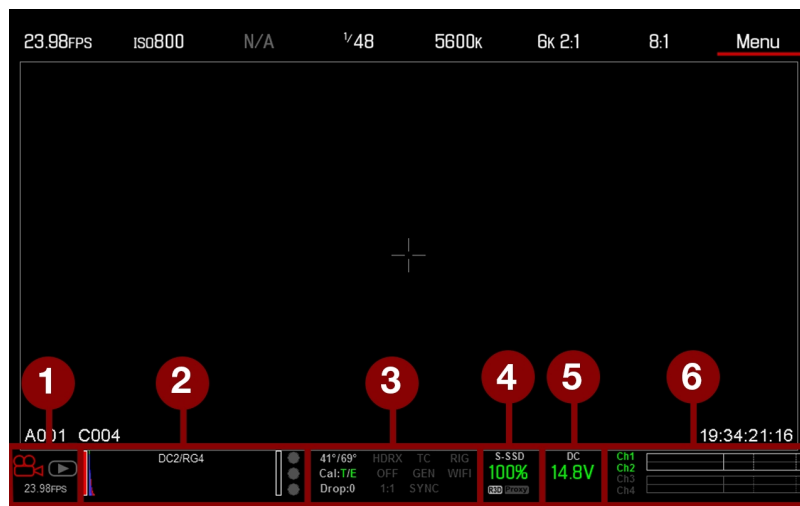 23.98FPS ISO800 N/A 1/48 5600K 6K 2:1 8:1 Menu
1 2 3 4 5 6
A001 C004 19:34:21:16
23.98FPS
DC2/RG4
41°/69° HDRX TC RIG
Cal:T/E OFF GEN WIFI
Drop:0 1:1 SYNC
S-SSD
100%
R3D Proxy
DC
14.8V
Ch1
Ch2
Ch3
Ch4